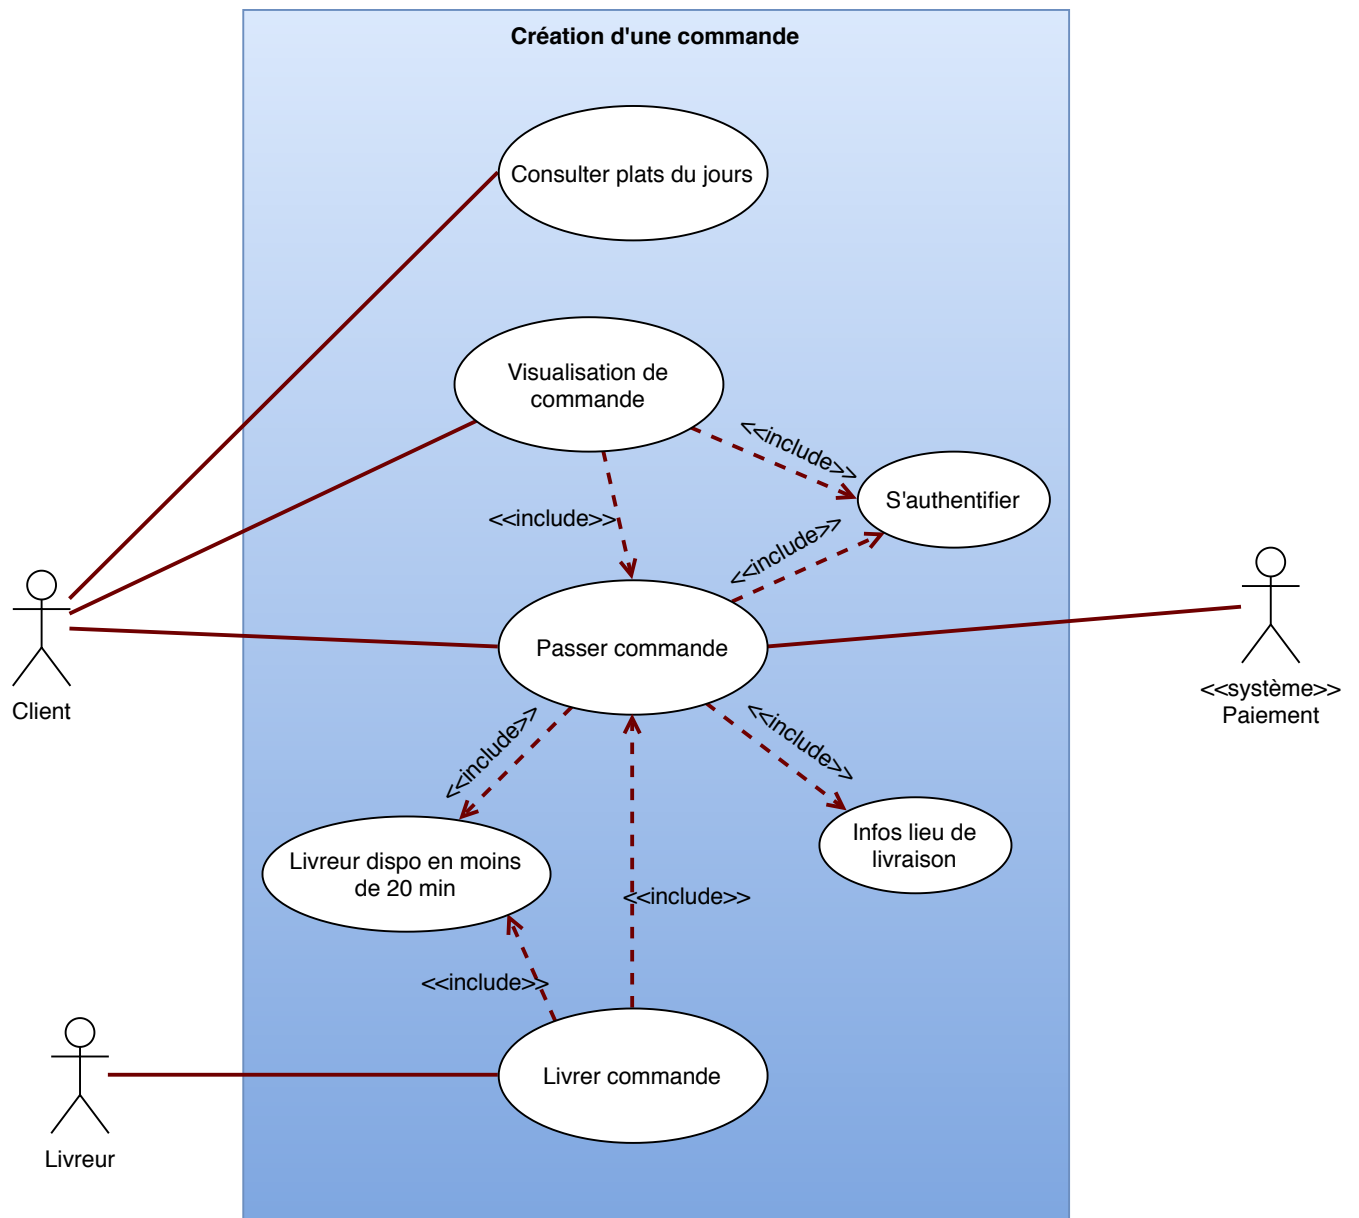 Création d'une commande
Consulter plats du jours
Visualisation de
commande
<<include>>
S'authentifier
<<include>>
<<include>>
Passer commande
Client
<<système>>
Paiement
<<include>>
<<include>>
Infos lieu de
livraison
Livreur dispo en moins
de 20 min
<<include>>
<<include>>
Livrer commande
Livreur